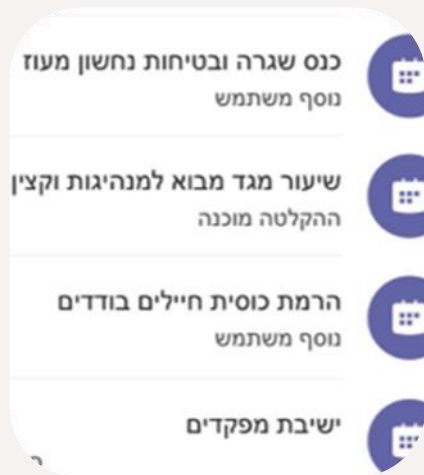 כנס שגרה ובטיחות נחשון מעוז
נוסף משתמש
שיעור מגד מבוא למנהיגות וקצין
ההקלטה מוכנה
הרמת כוסית חיילים בודדים
נוסף משתמש
ישיבת מפקדים